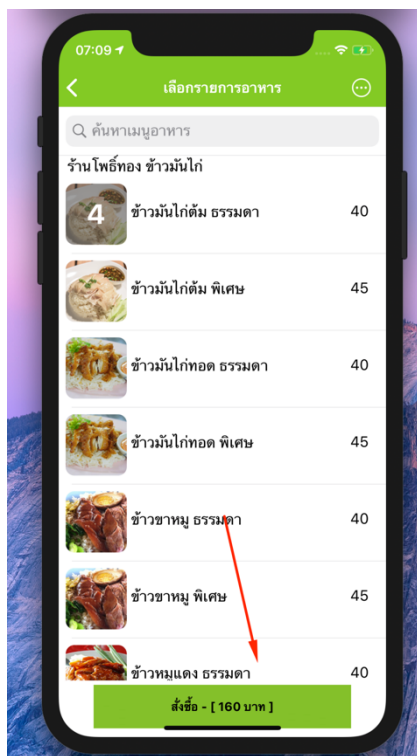 07:09
เลือกรายการอาหาร
ค้นหาเมนูอาหาร
ร้านโพธิ์ทอง ข้าวมันไก่
4 ข้าวมันไก่ต้ม ธรรมดา 40
ข้าวมันไก่ต้ม พิเศษ 45
ข้าวมันไก่ทอด ธรรมดา 40
ข้าวมันไก่ทอด พิเศษ 45
ข้าวขาหมู ธรรมดา 40
ข้าวขาหมู พิเศษ 45
ข้าวหมูแดง ธรรมดา 40
สั่งซื้อ - [ 160 บาท ]